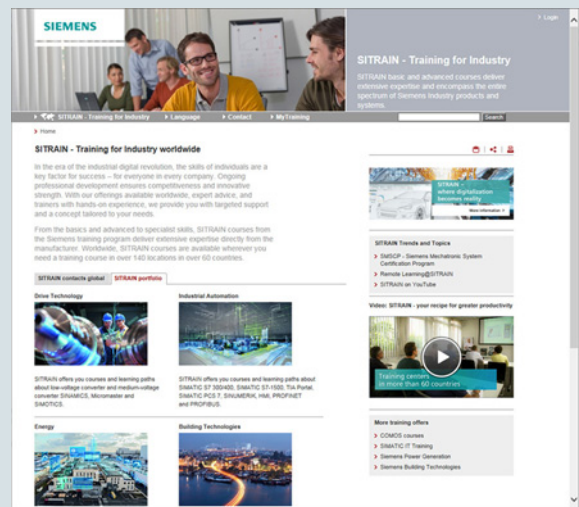 SIEMENS
> Login
SITRAIN - Training for Industry
SITRAIN basic and advanced courses deliver
extensive expertise and encompass the entire
spectrum of Siemens Industry products and
systems.
> SITRAIN - Training for Industry > Language > Contact > MyTraining Search
> Home
SITRAIN - Training for Industry worldwide
In the era of the industrial digital revolution, the skills of individuals are a
key factor for success – for everyone in every company. Ongoing
professional development ensures competitiveness and innovative
strength. With our offerings available worldwide, expert advice, and
trainers with hands-on experience, we provide you with targeted support
and a concept tailored to your needs.
From the basics and advanced to specialist skills, SITRAIN courses from
the Siemens training program deliver extensive expertise directly from the
manufacturer. Worldwide, SITRAIN courses are available wherever you
need a training course in over 140 locations in over 60 countries.
SITRAIN contacts global SITRAIN portfolio
Drive Technology
SITRAIN offers you courses and learning paths
about low-voltage converter and medium-voltage
converter SINAMICS, Micromaster and
SIMOTICS.
Industrial Automation
SITRAIN offers you courses and learning paths about
SIMATIC S7 300/400, SIMATIC S7-1500, TIA Portal,
SIMATIC PCS 7, SINUMERIK, HMI, PROFINET
and PROFIBUS.
Energy
Building Technologies
SITRAIN –
where digitalization
becomes reality
More information >
SITRAIN Trends and Topics
> SMSCP - Siemens Mechatronic System
Certification Program
> Remote Learning@SITRAIN
> SITRAIN on YouTube
Video: SITRAIN - your recipe for greater productivity
Training centers
in more than 60 countries
More training offers
> COMOS courses
> SIMATIC IT Training
> Siemens Power Generation
> Siemens Building Technologies